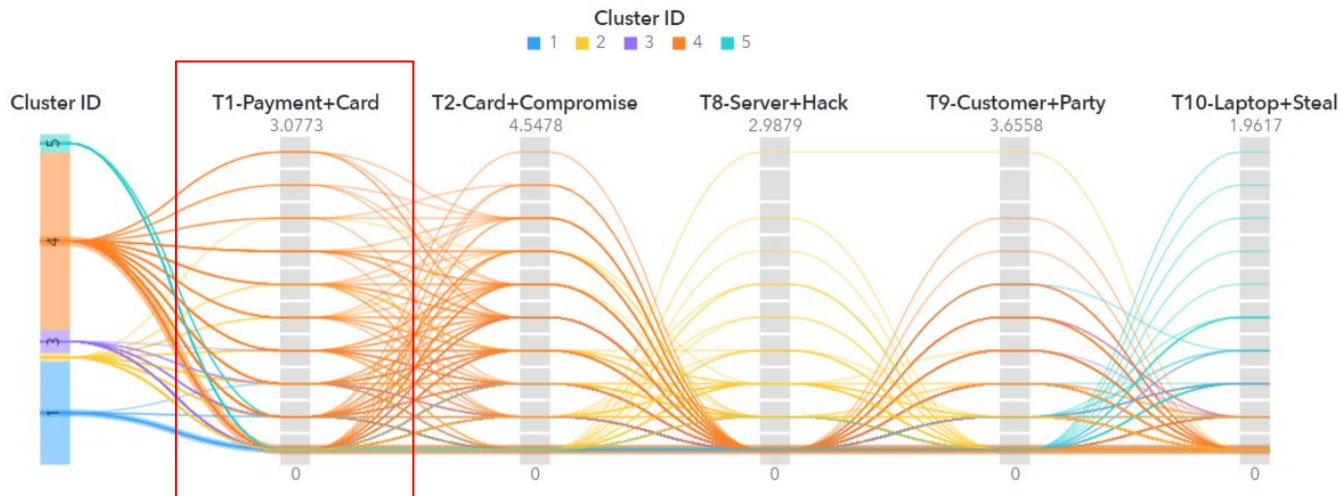 Cluster ID
1 2 3 4 5
Cluster ID T1-Payment+Card T2-Card+Compromise T8-Server+Hack T9-Customer+Party T10-Laptop+Steal
3.0773 4.5478 2.9879 3.6558 1.9617
5
4
3
1
0 0 0 0 0